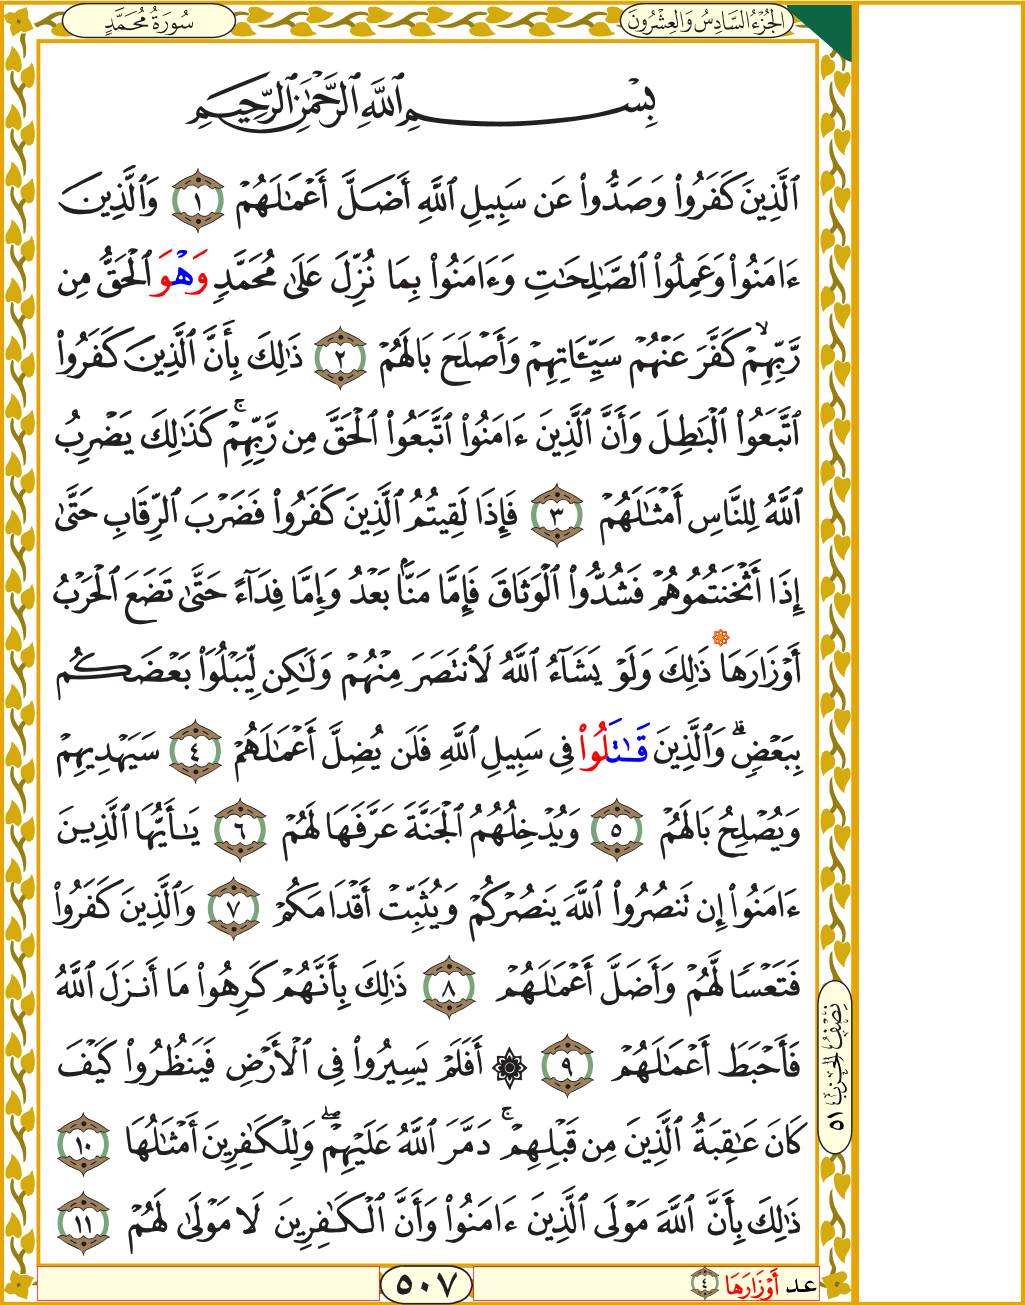 الجُزْءُ السَّادِسُ وَالعِشْرُونَ
سُورَةُ مُحَمَّدٍ
بِسْمِ ٱللَّهِ ٱلرَّحْمَٰنِ ٱلرَّحِيمِ
ٱلَّذِينَ كَفَرُواْ وَصَدُّواْ عَن سَبِيلِ ٱللَّهِ أَضَلَّ أَعْمَٰلَهُمْ ١ وَٱلَّذِينَ
ءَامَنُواْ وَعَمِلُواْ ٱلصَّٰلِحَٰتِ وَءَامَنُواْ بِمَا نُزِّلَ عَلَىٰ مُحَمَّدٍ وَهْوَ ٱلْحَقُّ مِن
رَّبِّهِمْۙ كَفَّرَ عَنْهُمْ سَيِّـَٔاتِهِمْ وَأَصْلَحَ بَالَهُمْ ٢ ذَٰلِكَ بِأَنَّ ٱلَّذِينَ كَفَرُواْ
ٱتَّبَعُواْ ٱلْبَٰطِلَ وَأَنَّ ٱلَّذِينَ ءَامَنُواْ ٱتَّبَعُواْ ٱلْحَقَّ مِن رَّبِّهِمْۚ كَذَٰلِكَ يَضْرِبُ
ٱللَّهُ لِلنَّاسِ أَمْثَٰلَهُمْ ٣ فَإِذَا لَقِيتُمُ ٱلَّذِينَ كَفَرُواْ فَضَرْبَ ٱلرِّقَابِ حَتَّىٰ
إِذَا أَثْخَنتُمُوهُمْ فَشُدُّواْ ٱلْوَثَاقَ فَإِمَّا مَنًّۢا بَعْدُ وَإِمَّا فِدَآءً حَتَّىٰ تَضَعَ ٱلْحَرْبُ
أَوْزَارَهَا ذَٰلِكَ وَلَوْ يَشَآءُ ٱللَّهُ لَٱنتَصَرَ مِنْهُمْ وَلَٰكِن لِّيَبْلُوَاْ بَعْضَكُم
بِبَعْضٍۗ وَٱلَّذِينَ قَٰتَلُواْ فِى سَبِيلِ ٱللَّهِ فَلَن يُضِلَّ أَعْمَٰلَهُمْ ٤ سَيَهْدِيهِمْ
وَيُصْلِحُ بَالَهُمْ ٥ وَيُدْخِلُهُمُ ٱلْجَنَّةَ عَرَّفَهَا لَهُمْ ٦ يَٰٓأَيُّهَا ٱلَّذِينَ
ءَامَنُواْ إِن تَنصُرُواْ ٱللَّهَ يَنصُرْكُمْ وَيُثَبِّتْ أَقْدَامَكُمْ ٧ وَٱلَّذِينَ كَفَرُواْ
فَتَعْسًا لَّهُمْ وَأَضَلَّ أَعْمَٰلَهُمْ ٨ ذَٰلِكَ بِأَنَّهُمْ كَرِهُواْ مَا أَنزَلَ ٱللَّهُ
فَأَحْبَطَ أَعْمَٰلَهُمْ ٩ ۞ أَفَلَمْ يَسِيرُواْ فِى ٱلْأَرْضِ فَيَنظُرُواْ كَيْفَ
كَانَ عَٰقِبَةُ ٱلَّذِينَ مِن قَبْلِهِمْۚ دَمَّرَ ٱللَّهُ عَلَيْهِمْۖ وَلِلْكَٰفِرِينَ أَمْثَٰلُهَا ١٠
ذَٰلِكَ بِأَنَّ ٱللَّهَ مَوْلَى ٱلَّذِينَ ءَامَنُواْ وَأَنَّ ٱلْكَٰفِرِينَ لَا مَوْلَىٰ لَهُمْ ١١
نِصْفُ الحِزْبِ ٥١
عد أَوْزَارَهَا ٤
٥٠٧